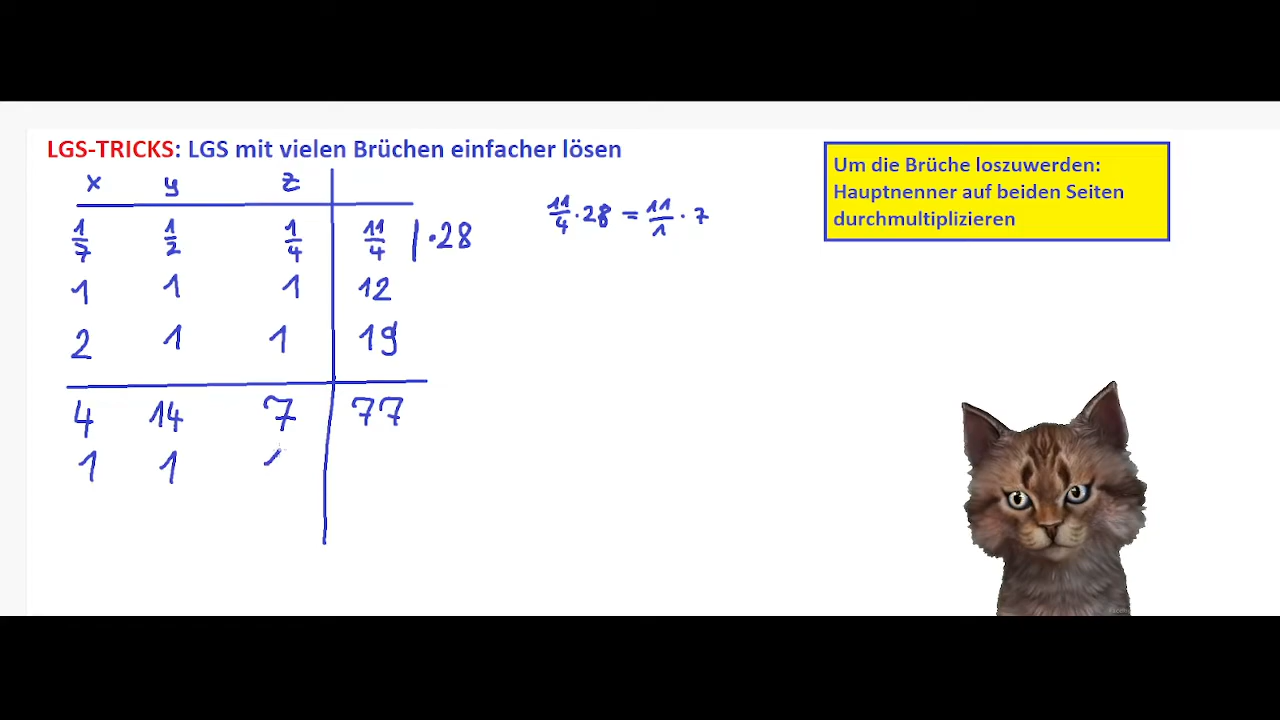 LGS-TRICKS: LGS mit vielen Brüchen einfacher lösen
Um die Brüche loszuwerden:
Hauptnenner auf beiden Seiten
durchmultiplizieren
x y z
1/7 1/2 1/4 | 11/4 | ·28
11/4 · 28 = 11/1 · 7
1 1 1 | 12
2 1 1 | 19
4 14 7 | 77
1 1